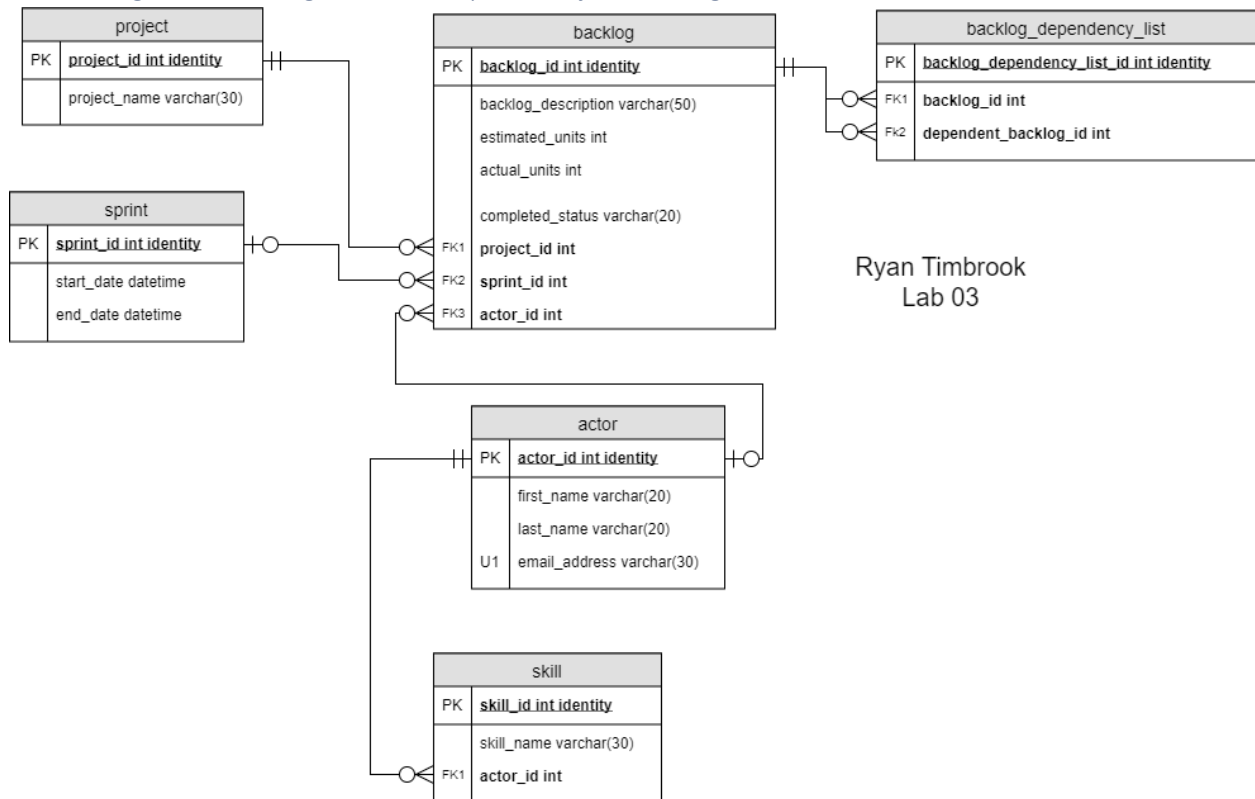 project
PK project_id int identity
project_name varchar(30)
sprint
PK sprint_id int identity
start_date datetime
end_date datetime
backlog
PK backlog_id int identity
backlog_description varchar(50)
estimated_units int
actual_units int
completed_status varchar(20)
FK1 project_id int
FK2 sprint_id int
FK3 actor_id int
backlog_dependency_list
PK backlog_dependency_list_id int identity
FK1 backlog_id int
Fk2 dependent_backlog_id int
Ryan Timbrook
Lab 03
actor
PK actor_id int identity
first_name varchar(20)
last_name varchar(20)
U1 email_address varchar(30)
skill
PK skill_id int identity
skill_name varchar(30)
FK1 actor_id int